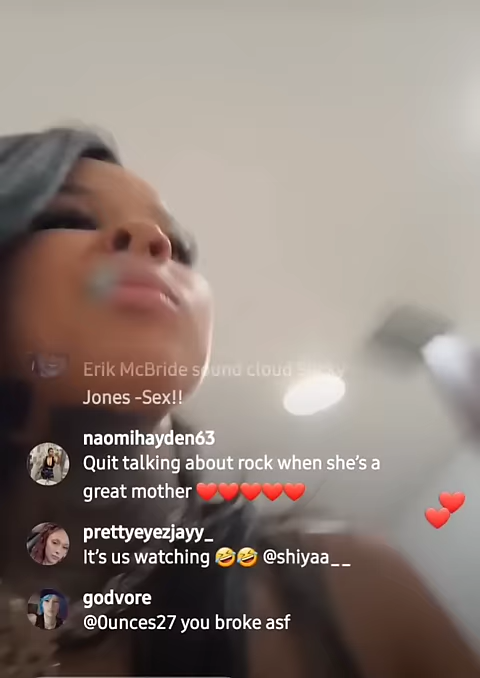 Erik McBride sound cloud Sticky
Jones -Sex!!
naomihayden63
Quit talking about rock when she's a
great mother ❤️❤️❤️❤️❤️
prettyeyezjayy_
It's us watching 🤣🤣 @shiyaa__
godvore
@0unces27 you broke asf